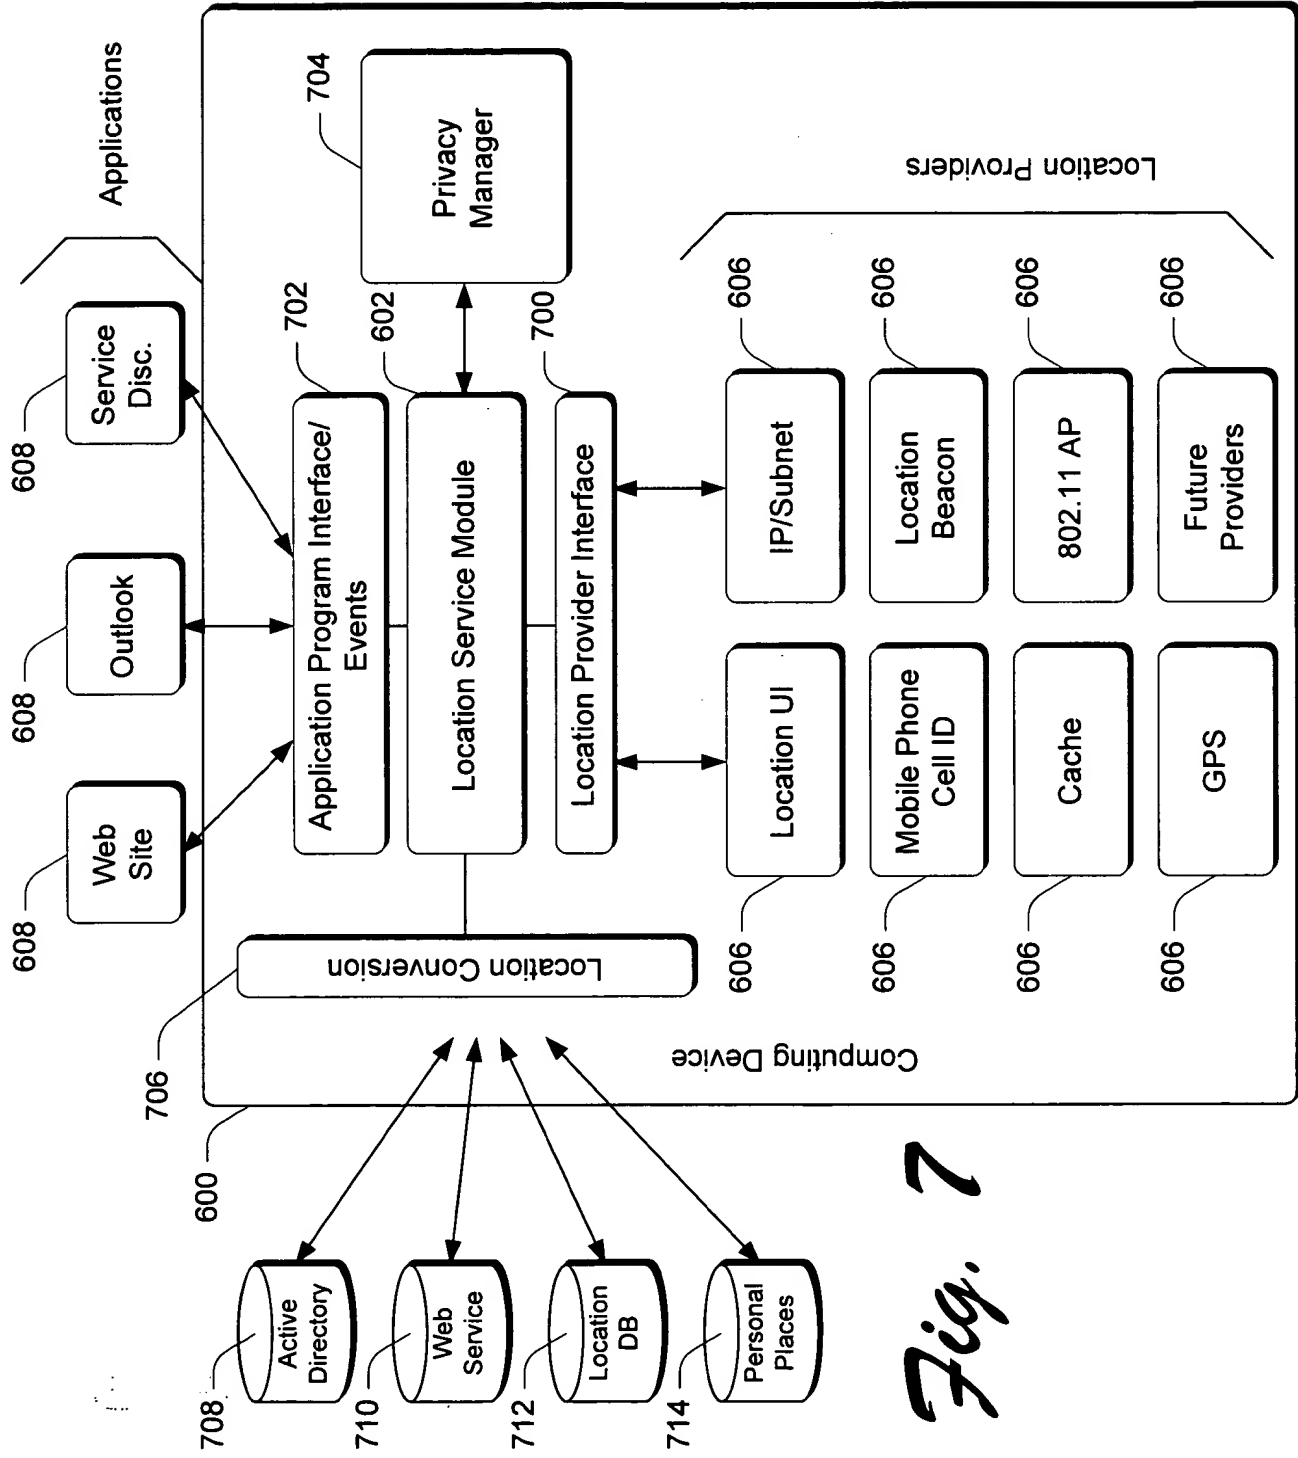 Applications
608
Web
Site
608
Outlook
608
Service
Disc.
706
600
702
Application Program Interface/
Events
602
Location Service Module
700
Location Provider Interface
704
Privacy
Manager
Location Conversion
708
Active
Directory
710
Web
Service
712
Location
DB
714
Personal
Places
Computing Device
Location Providers
606
Location UI
606
IP/Subnet
606
Mobile Phone
Cell ID
606
Location
Beacon
606
Cache
606
802.11 AP
606
GPS
606
Future
Providers
Fig. 7